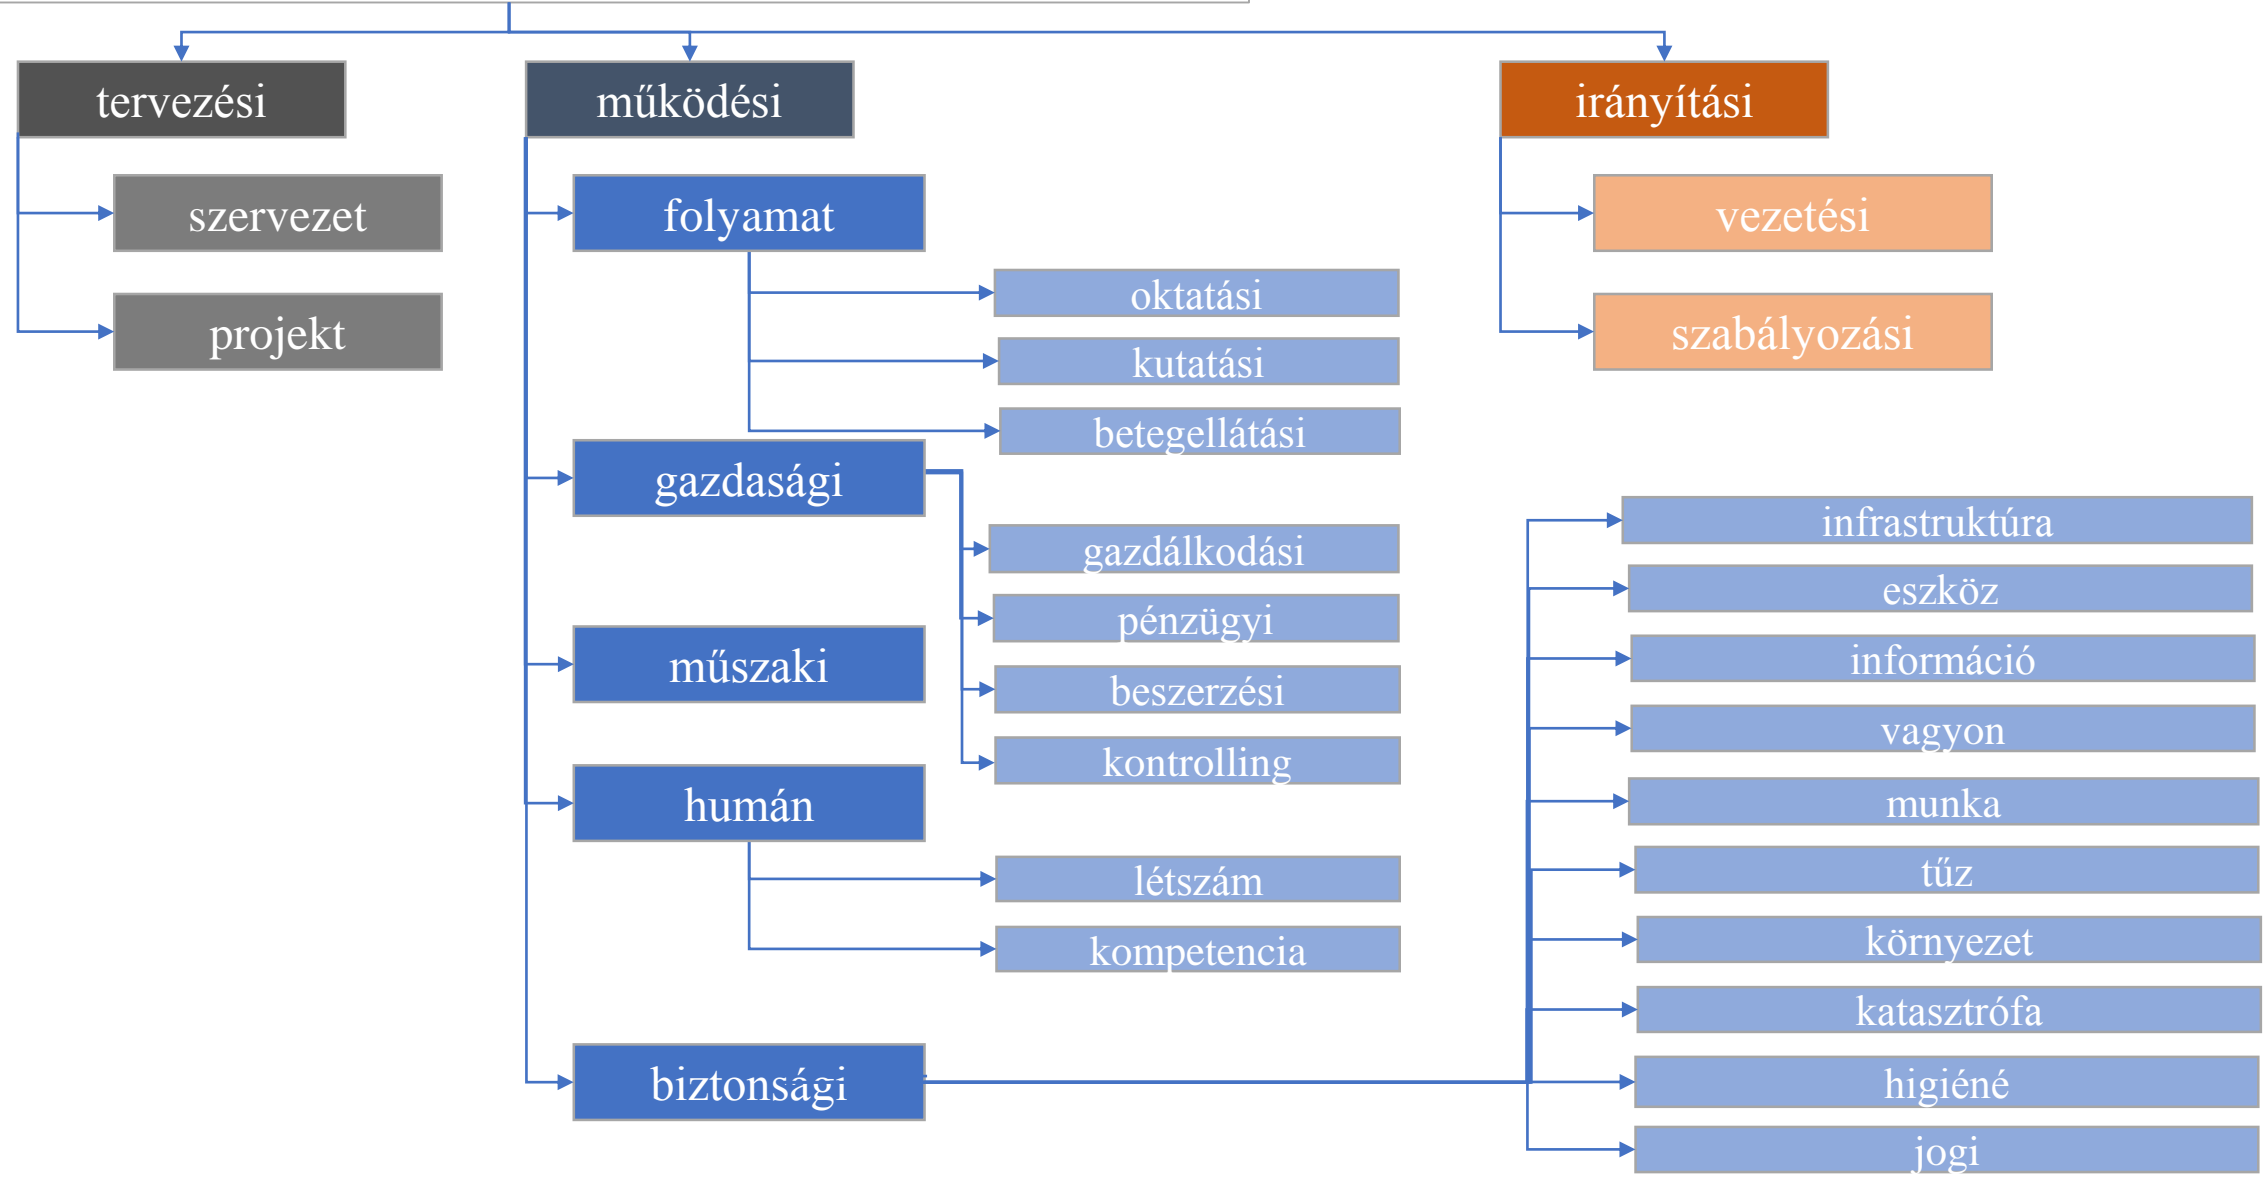 tervezési
szervezet
projekt
működési
folyamat
oktatási
kutatási
betegellátási
gazdasági
gazdálkodási
pénzügyi
beszerzési
kontrolling
műszaki
humán
létszám
kompetencia
biztonsági
infrastruktúra
eszköz
információ
vagyon
munka
tűz
környezet
katasztrófa
higiéné
jogi
irányítási
vezetési
szabályozási